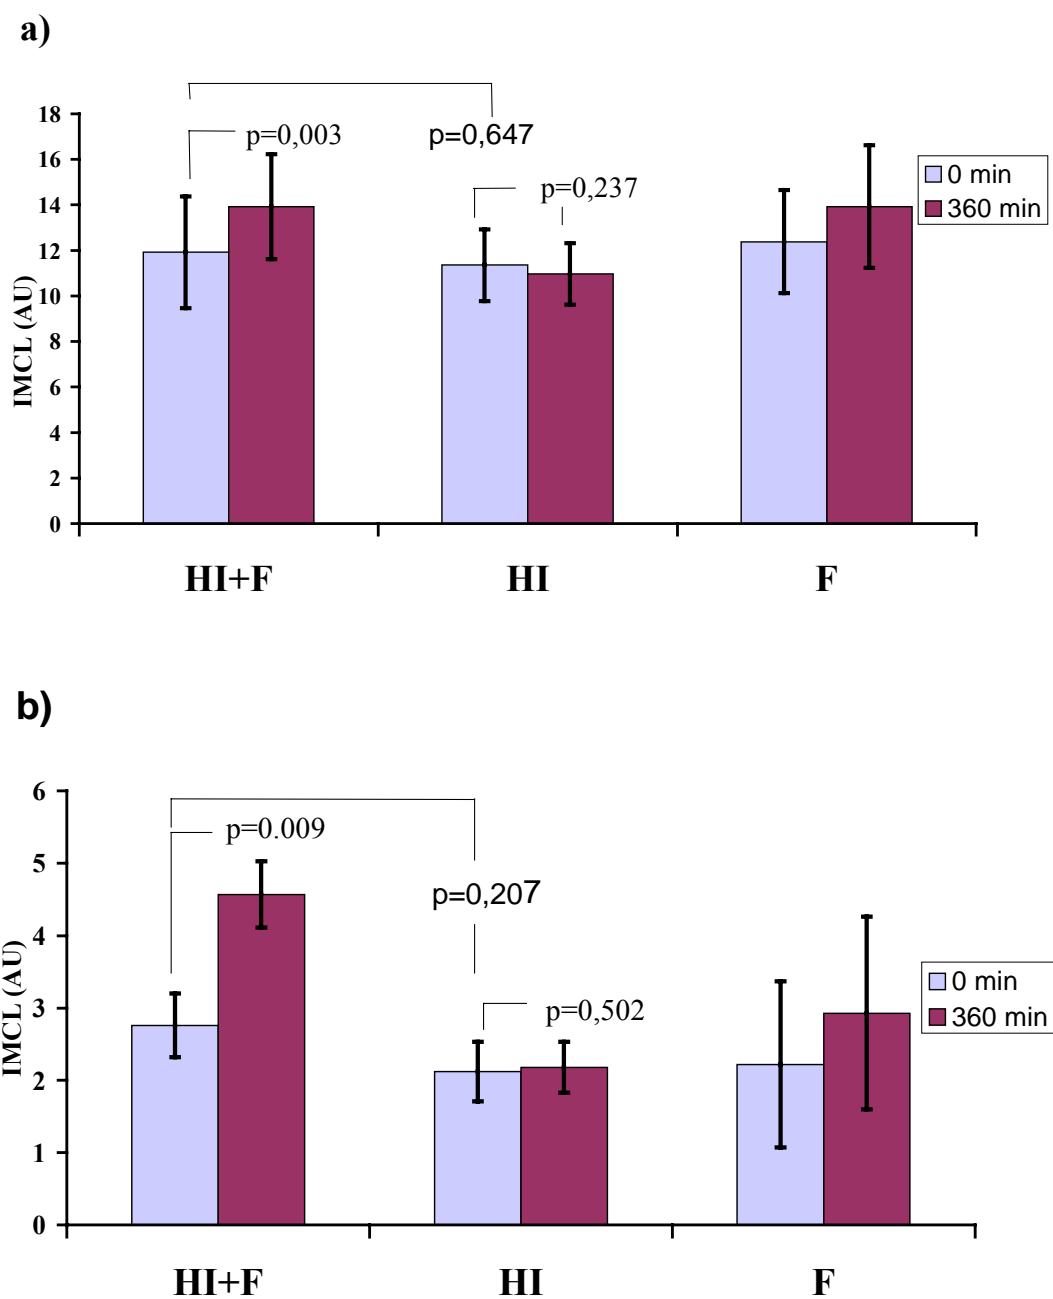 a)
18
16
14
12
10
8
6
4
2
0
IMCL (AU)
p=0,003
p=0,647
p=0,237
0 min
360 min
HI+F
HI
F
b)
6
5
4
3
2
1
0
IMCL (AU)
p=0.009
p=0,207
p=0,502
0 min
360 min
HI+F
HI
F